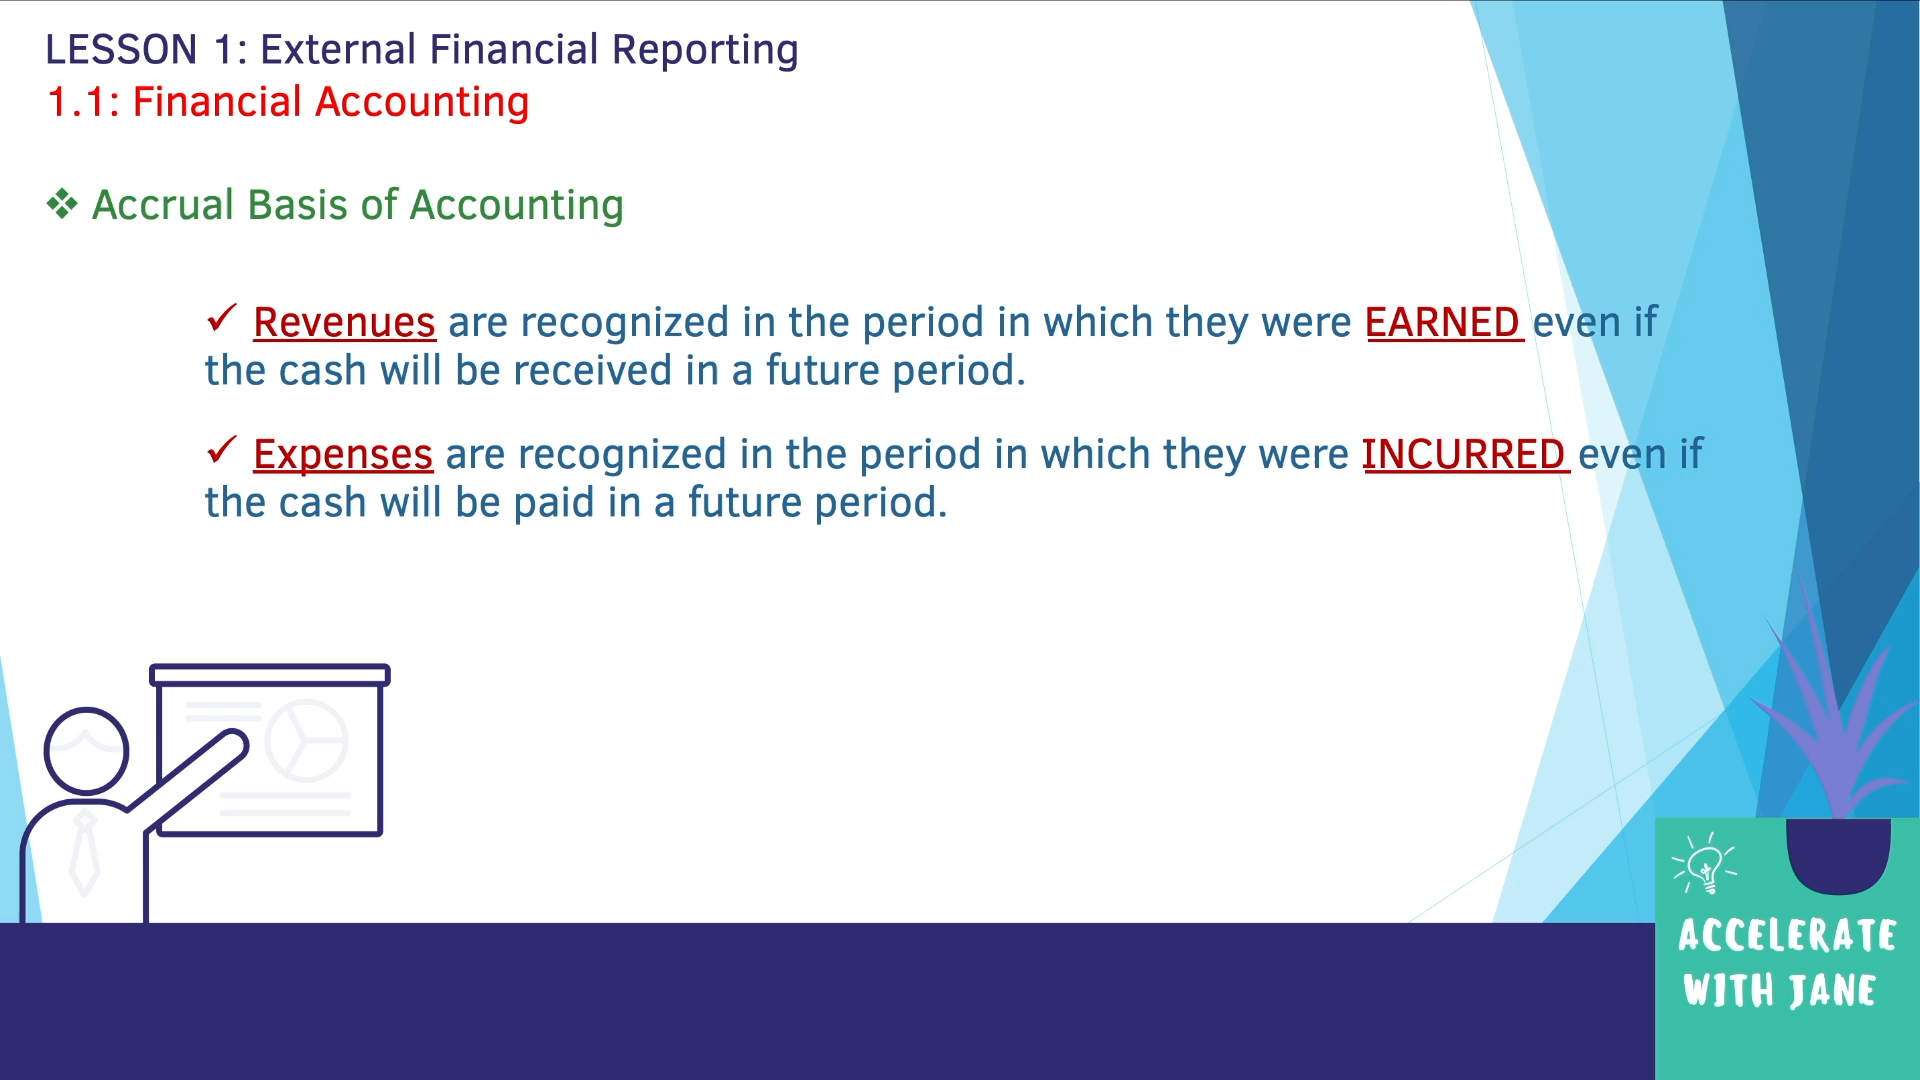 LESSON 1: External Financial Reporting
1.1: Financial Accounting
❖ Accrual Basis of Accounting
✓ Revenues are recognized in the period in which they were EARNED even if
the cash will be received in a future period.
✓ Expenses are recognized in the period in which they were INCURRED even if
the cash will be paid in a future period.
ACCELERATE
WITH JANE